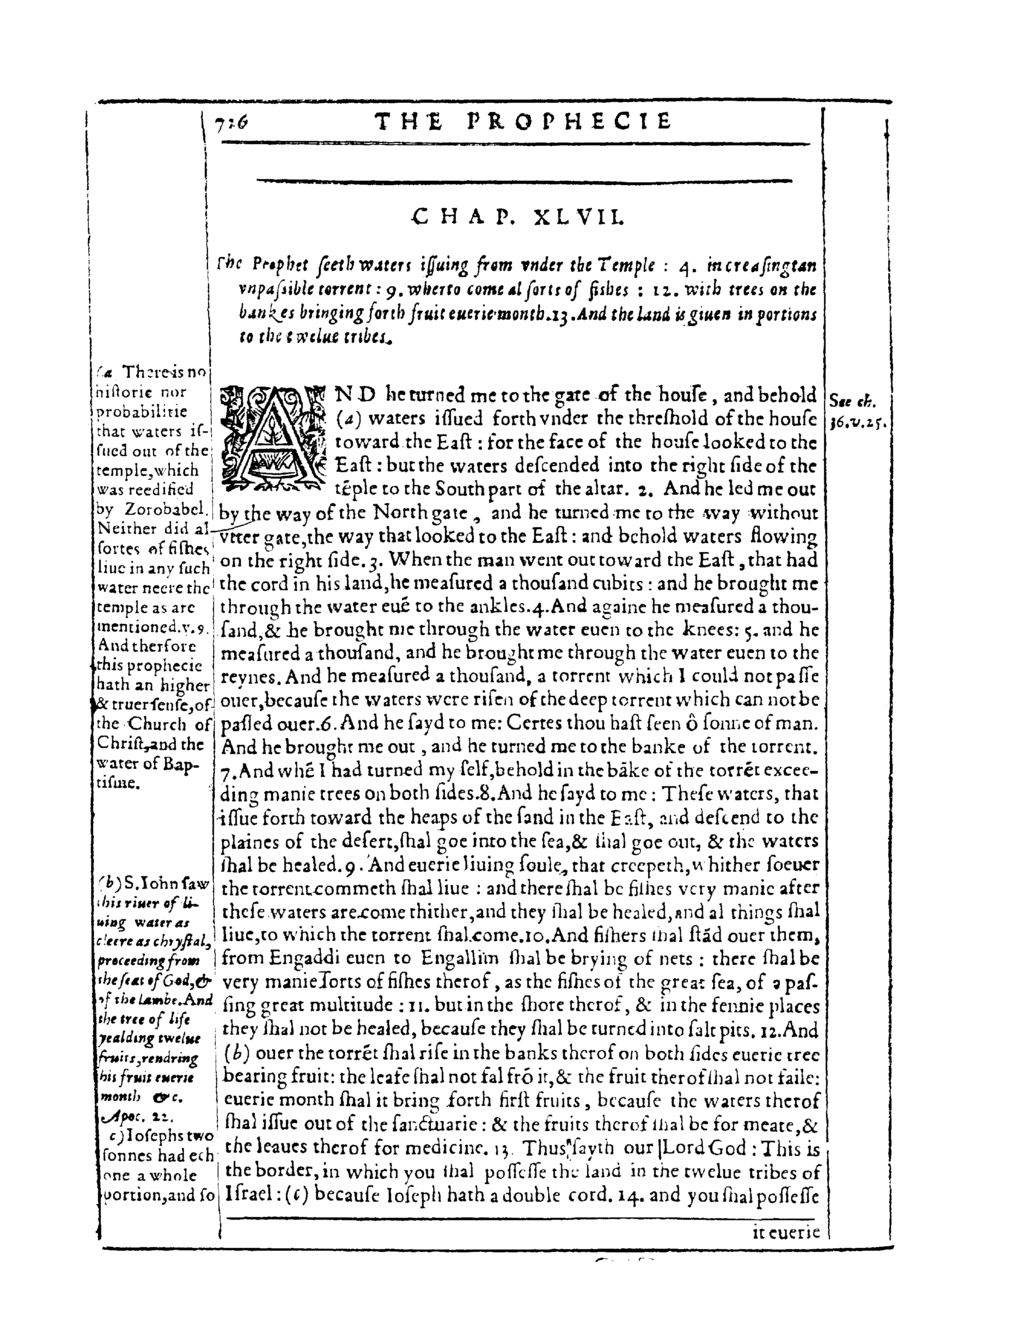 726 THE PROPHECIE
CHAP. XLVII.
The Prophet ſeeth waters iſſuing from vnder the Temple : 4. increaſing to an
vnpaſsible torrent : 9. wherto come al ſorts of fishes : 12. with trees on the
bankes bringing forth fruit euerie month. 13. And the land is giuen in portions
to the twelue tribes.
(a There is no
hiſtorie nor
probabilitie
that waters iſ-
ſued out of the
temple, which
was reedified
by Zorobabel.
Neither did al
ſortes of fiſhes
liue in any ſuch
water neere the
temple as are
mentioned. v. 9.
And therfore
this prophecie
hath an higher
& truer ſenſe, of
the Church of
Chriſt, and the
water of Bap-
tiſme.
(b) S. Iohn ſaw
this riuer of li-
uing water as
cleere as chryſtal,
proceeding from
the ſeat of God, &
of the Lambe. And
the tree of life
yealding twelue
fruits, rendring
his fruit euerie
month &c.
Apoc. 22.
c) Ioſephs two
ſonnes had ech
one a whole
portion, and ſo
AND he turned me to the gate of the houſe, and behold
(a) waters iſſued forth vnder the threſhold of the houſe
toward the Eaſt : for the face of the houſe looked to the
Eaſt : but the waters deſcended into the right ſide of the
tẽple to the South part of the altar. 2. And he led me out
by the way of the North gate, and he turned me to the way without
vtter gate, the way that looked to the Eaſt : and behold waters flowing
on the right ſide. 3. When the man went out toward the Eaſt, that had
the cord in his land, he meaſured a thouſand cubits : and he brought me
through the water euẽ to the ankles. 4. And againe he meaſured a thou-
ſand, & he brought me through the water euen to the knees: 5. and he
meaſured a thouſand, and he brought me through the water euen to the
reynes. And he meaſured a thouſand, a torrent which I could not paſſe
ouer, becauſe the waters were riſen of the deep torrent which can not be
paſſed ouer. 6. And he ſayd to me: Certes thou haſt ſeen ô ſonne of man.
And he brought me out, and he turned me to the banke of the torrent.
7. And whẽ I had turned my ſelf, behold in the bãke of the torrẽt excee-
ding manie trees on both ſides. 8. And he ſayd to me : Theſe waters, that
iſſue forth toward the heaps of the ſand in the Eaſt, and deſcend to the
plaines of the deſert, ſhal goe into the ſea, & ſhal goe out, & the waters
ſhal be healed. 9. And euerie liuing ſoule, that creepeth, whither ſoeuer
the torrent commeth ſhal liue : and there ſhal be fiſhes very manie after
theſe waters are come thither, and they ſhal be healed, and al things ſhal
liue, to which the torrent ſhal come. 10. And fiſhers ſhal ſtãd ouer them,
from Engaddi euen to Engallim ſhal be drying of nets : there ſhal be
very manie ſorts of fiſhes therof, as the fiſhes of the great ſea, of a paſ-
ſing great multitude : 11. but in the ſhore therof, & in the fennie places
they ſhal not be healed, becauſe they ſhal be turned into ſalt pits. 12. And
(b) ouer the torrẽt ſhal riſe in the banks therof on both ſides euerie tree
bearing fruit: the leafe ſhal not fal frõ it, & the fruit therof ſhal not faile:
euerie month ſhal it bring forth firſt fruits, becauſe the waters therof
ſhal iſſue out of the ſanctuarie : & the fruits therof ſhal be for meate, &
the leaues therof for medicine. 13. Thus ſayth our Lord God : This is
the border, in which you ſhal poſſeſſe the land in the twelue tribes of
Iſrael : (c) becauſe Ioſeph hath a double cord. 14. and you ſhal poſſeſſe
it euerie
See ch.
36. v. 25.